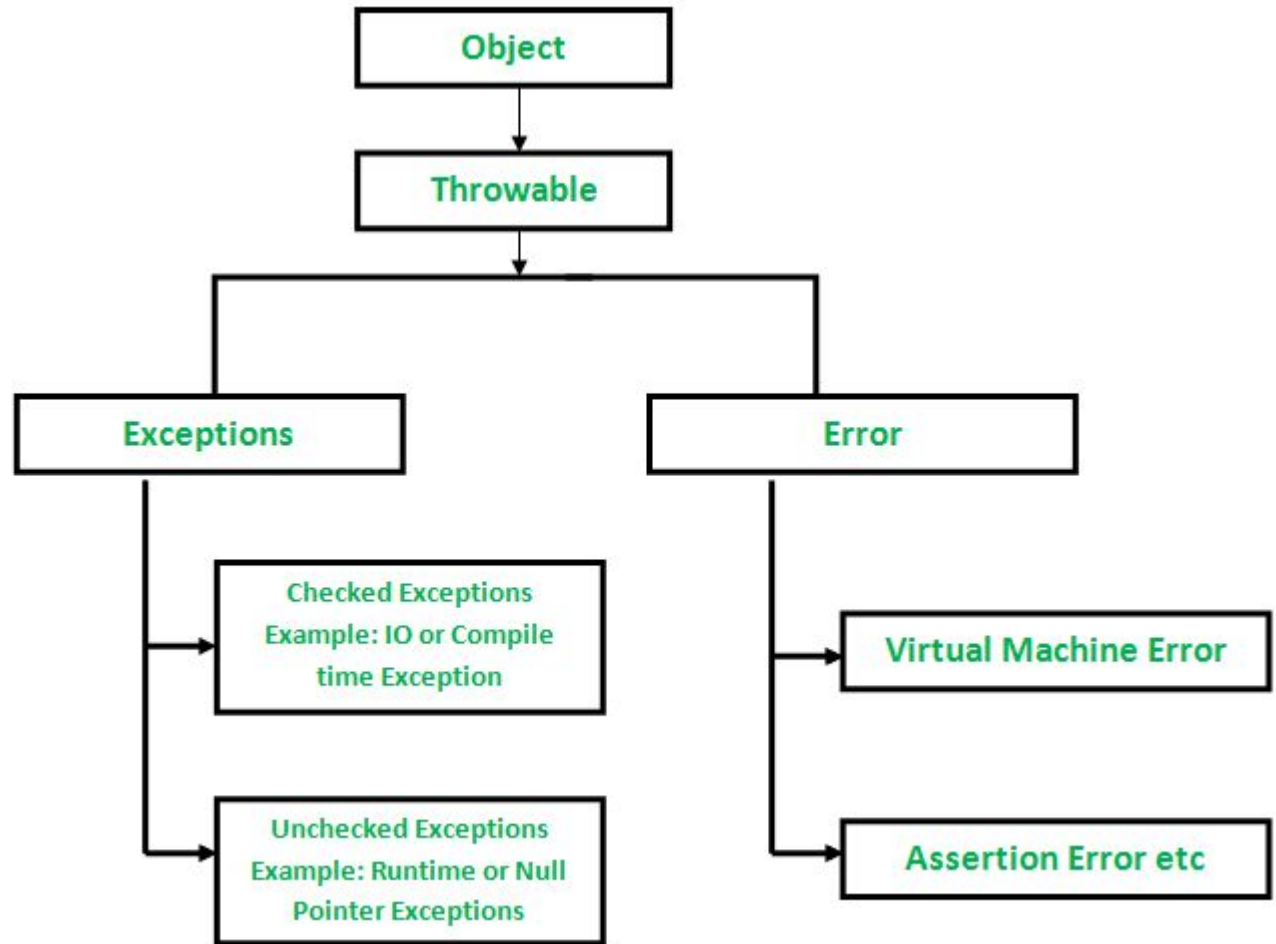 Object
Throwable
Exceptions
Error
Checked Exceptions
Example: IO or Compile
time Exception
Virtual Machine Error
Unchecked Exceptions
Example: Runtime or Null
Pointer Exceptions
Assertion Error etc